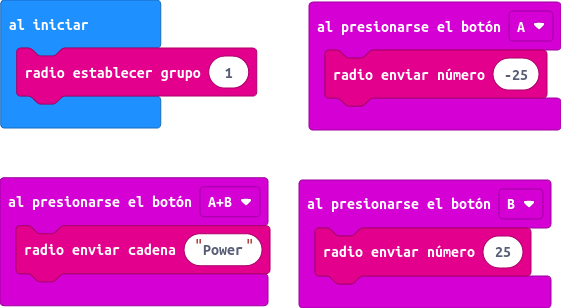 al iniciar
radio establecer grupo 1
al presionarse el botón A
radio enviar número -25
al presionarse el botón A+B
radio enviar cadena "Power"
al presionarse el botón B
radio enviar número 25